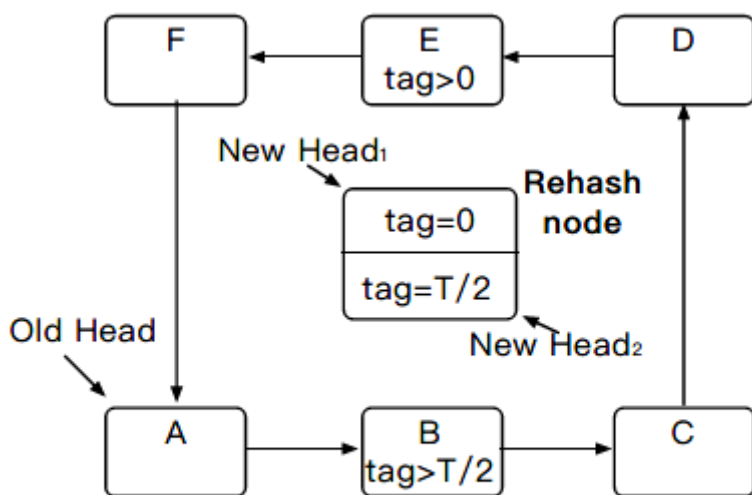 F
E
tag>0
D
New Head₁
Rehash
node
tag=0
tag=T/2
Old Head
New Head₂
A
B
tag>T/2
C